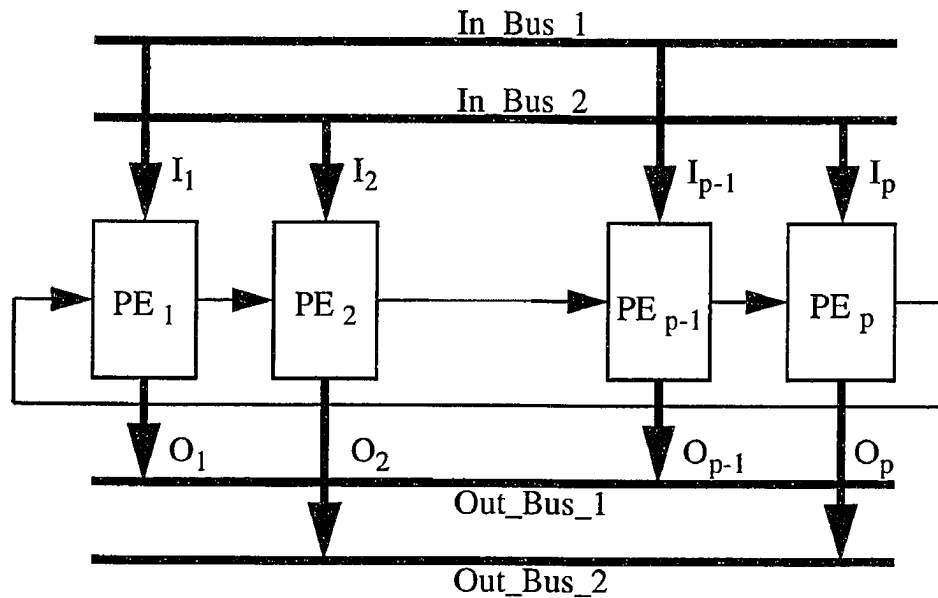 In_Bus_1
In_Bus_2
I1 I2 Ip-1 Ip
PE 1 PE 2 PE p-1 PE p
O1 O2 Op-1 Op
Out_Bus_1
Out_Bus_2